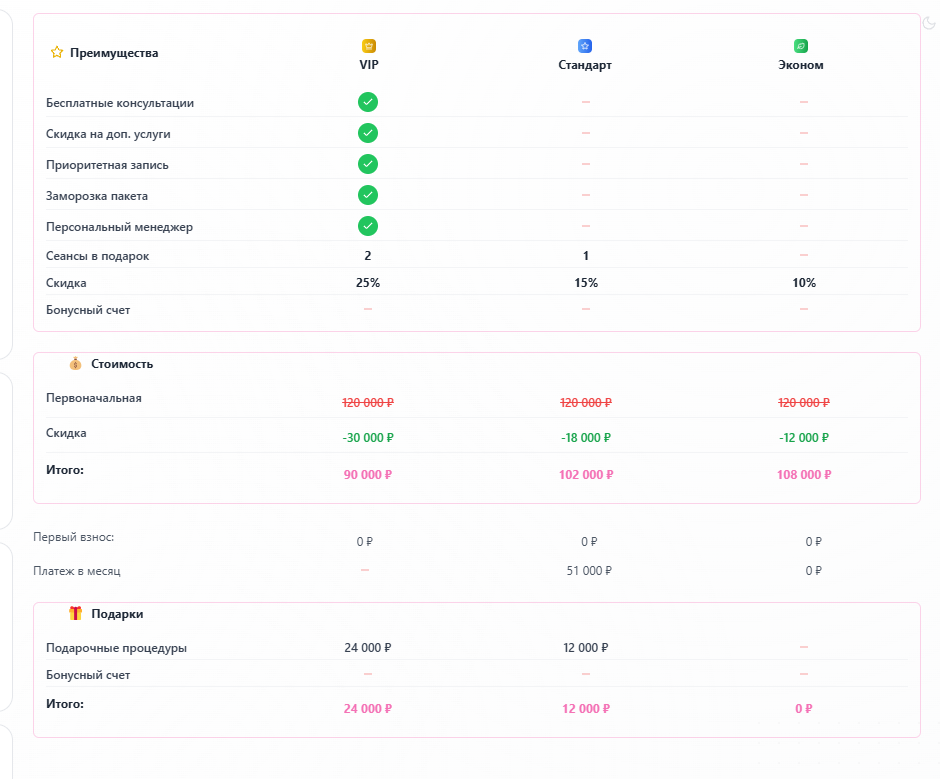 Преимущества VIP Стандарт Эконом
Бесплатные консультации – –
Скидка на доп. услуги – –
Приоритетная запись – –
Заморозка пакета – –
Персональный менеджер – –
Сеансы в подарок 2 1 –
Скидка 25% 15% 10%
Бонусный счет – – –
Стоимость
Первоначальная 120 000 ₽ 120 000 ₽ 120 000 ₽
Скидка -30 000 ₽ -18 000 ₽ -12 000 ₽
Итого: 90 000 ₽ 102 000 ₽ 108 000 ₽
Первый взнос: 0 ₽ 0 ₽ 0 ₽
Платеж в месяц – 51 000 ₽ 0 ₽
Подарки
Подарочные процедуры 24 000 ₽ 12 000 ₽ –
Бонусный счет – – –
Итого: 24 000 ₽ 12 000 ₽ 0 ₽